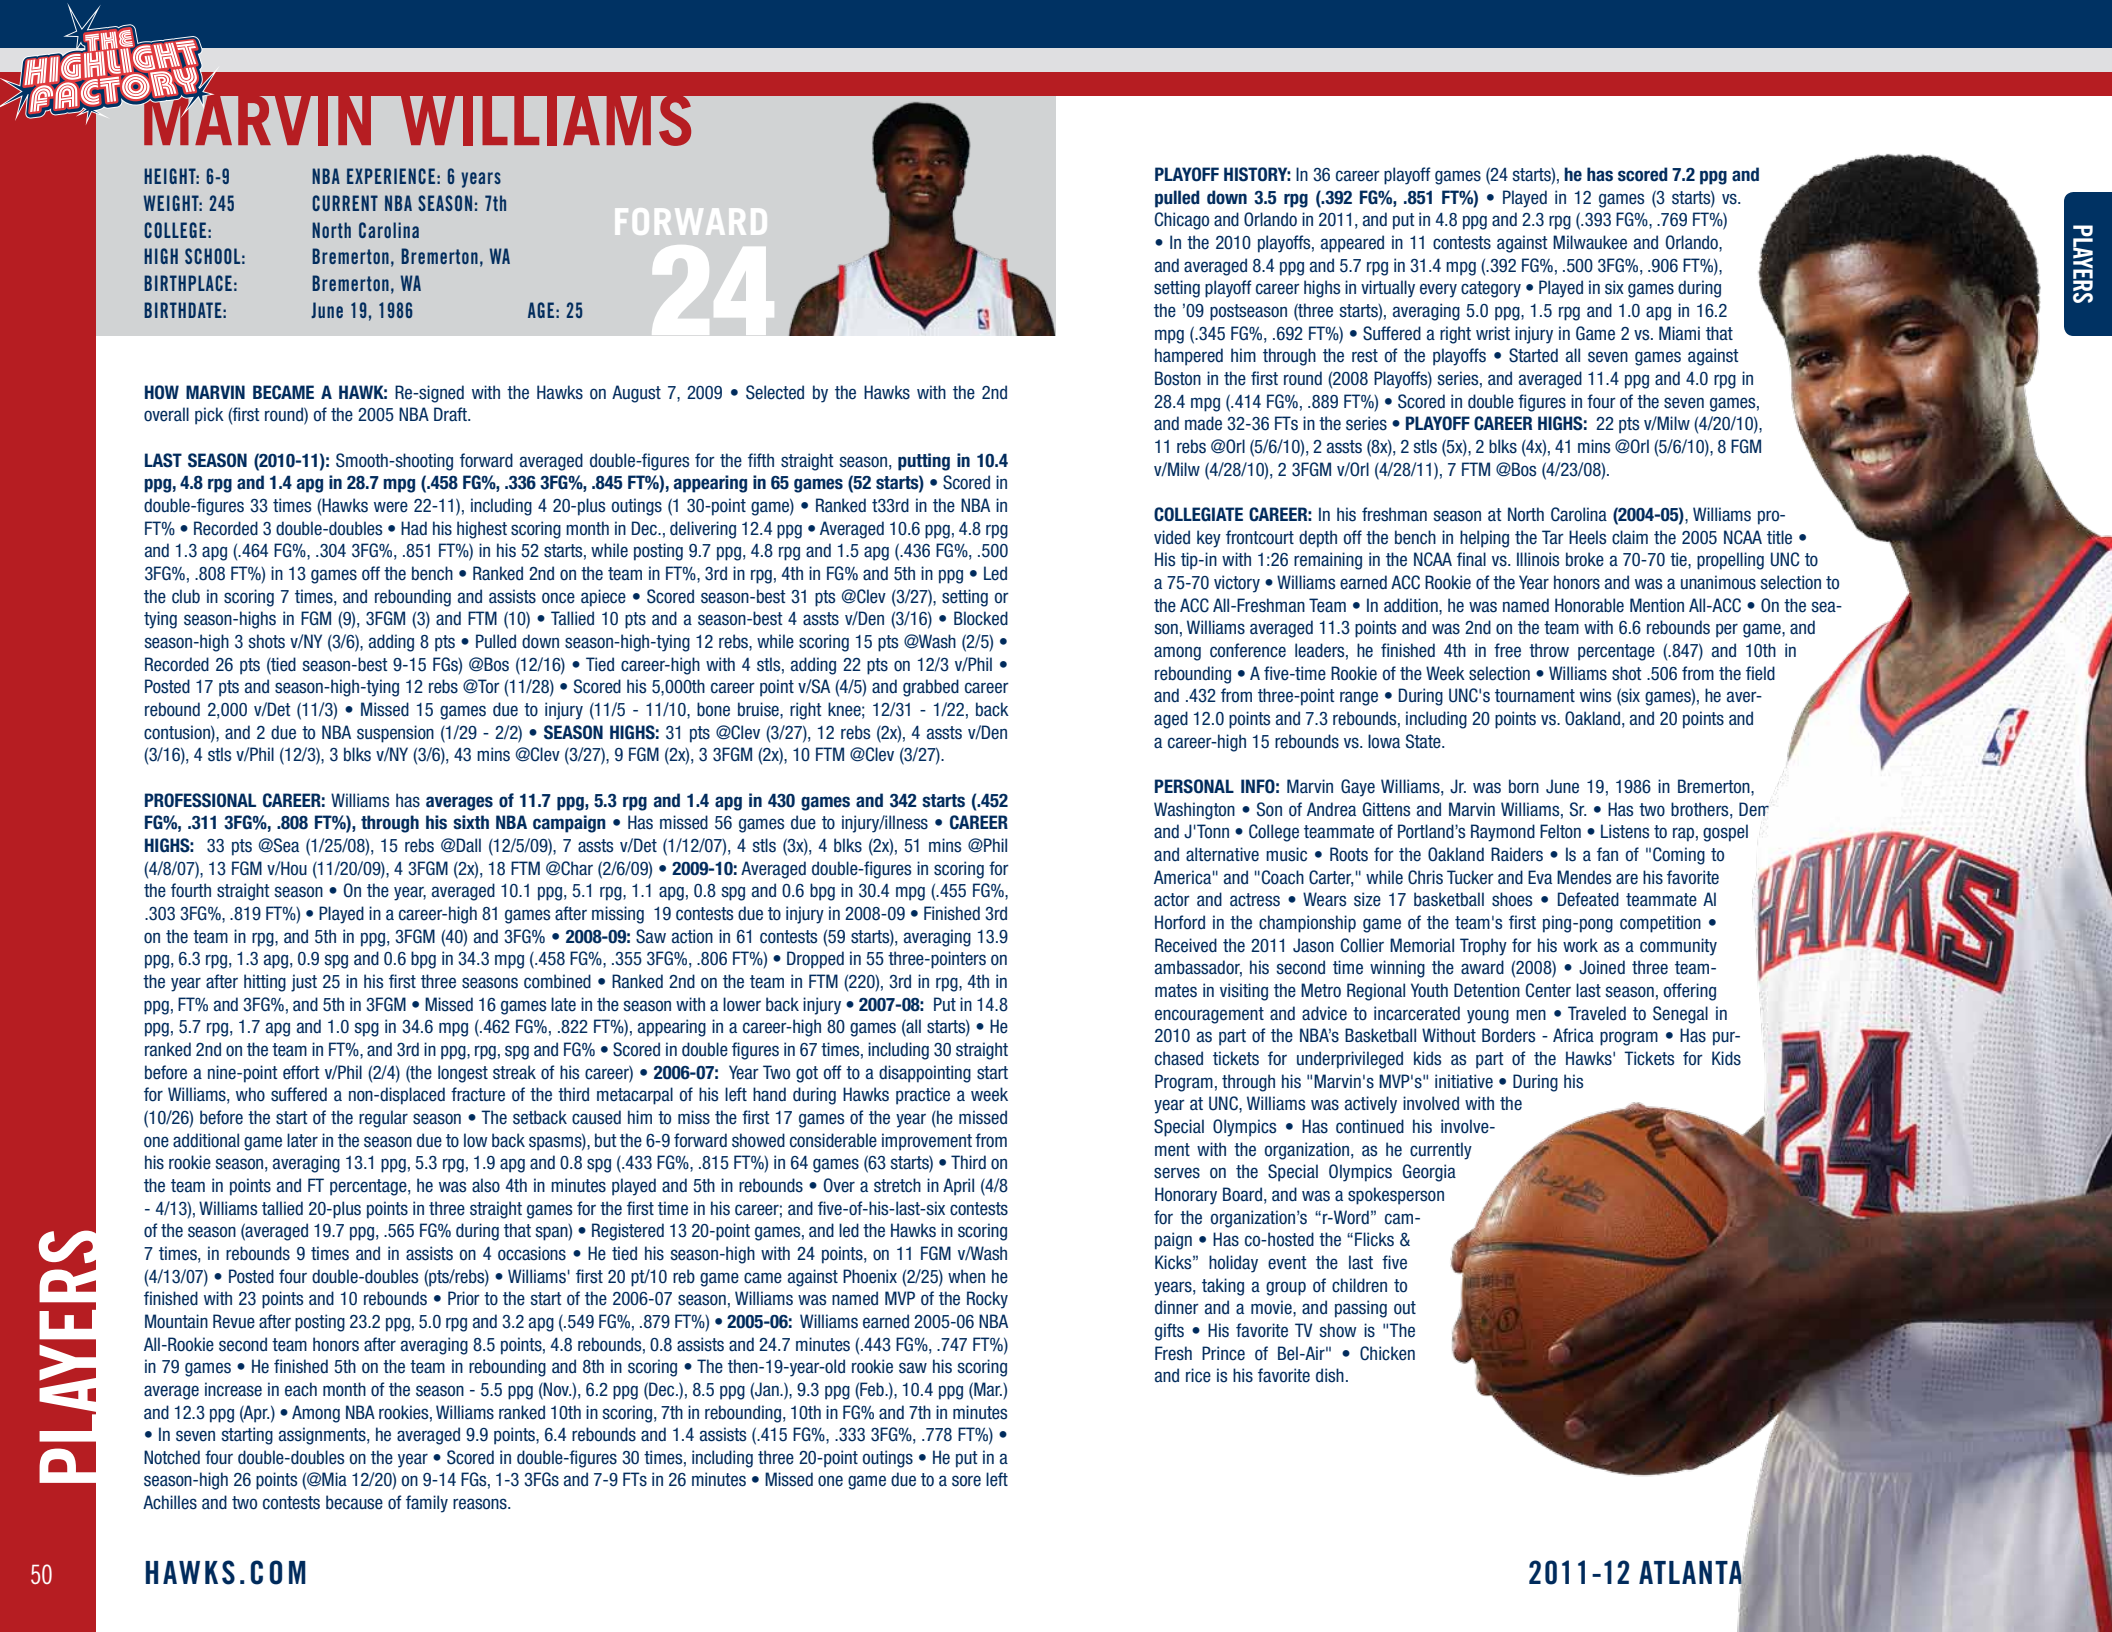 THE
HIGHLIGHT
FACTORY
MARVIN WILLIAMS
HEIGHT: 6-9 NBA EXPERIENCE: 6 years
WEIGHT: 245 CURRENT NBA SEASON: 7th
COLLEGE: North Carolina
HIGH SCHOOL: Bremerton, Bremerton, WA
BIRTHPLACE: Bremerton, WA
BIRTHDATE: June 19, 1986 AGE: 25
FORWARD
24
HOW MARVIN BECAME A HAWK: Re-signed with the Hawks on August 7, 2009 • Selected by the Hawks with the 2nd
overall pick (first round) of the 2005 NBA Draft.
LAST SEASON (2010-11): Smooth-shooting forward averaged double-figures for the fifth straight season, putting in 10.4
ppg, 4.8 rpg and 1.4 apg in 28.7 mpg (.458 FG%, .336 3FG%, .845 FT%), appearing in 65 games (52 starts) • Scored in
double-figures 33 times (Hawks were 22-11), including 4 20-plus outings (1 30-point game) • Ranked t33rd in the NBA in
FT% • Recorded 3 double-doubles • Had his highest scoring month in Dec., delivering 12.4 ppg • Averaged 10.6 ppg, 4.8 rpg
and 1.3 apg (.464 FG%, .304 3FG%, .851 FT%) in his 52 starts, while posting 9.7 ppg, 4.8 rpg and 1.5 apg (.436 FG%, .500
3FG%, .808 FT%) in 13 games off the bench • Ranked 2nd on the team in FT%, 3rd in rpg, 4th in FG% and 5th in ppg • Led
the club in scoring 7 times, and rebounding and assists once apiece • Scored season-best 31 pts @Clev (3/27), setting or
tying season-highs in FGM (9), 3FGM (3) and FTM (10) • Tallied 10 pts and a season-best 4 assts v/Den (3/16) • Blocked
season-high 3 shots v/NY (3/6), adding 8 pts • Pulled down season-high-tying 12 rebs, while scoring 15 pts @Wash (2/5) •
Recorded 26 pts (tied season-best 9-15 FGs) @Bos (12/16) • Tied career-high with 4 stls, adding 22 pts on 12/3 v/Phil •
Posted 17 pts and season-high-tying 12 rebs @Tor (11/28) • Scored his 5,000th career point v/SA (4/5) and grabbed career
rebound 2,000 v/Det (11/3) • Missed 15 games due to injury (11/5 - 11/10, bone bruise, right knee; 12/31 - 1/22, back
contusion), and 2 due to NBA suspension (1/29 - 2/2) • SEASON HIGHS: 31 pts @Clev (3/27), 12 rebs (2x), 4 assts v/Den
(3/16), 4 stls v/Phil (12/3), 3 blks v/NY (3/6), 43 mins @Clev (3/27), 9 FGM (2x), 3 3FGM (2x), 10 FTM @Clev (3/27).
PROFESSIONAL CAREER: Williams has averages of 11.7 ppg, 5.3 rpg and 1.4 apg in 430 games and 342 starts (.452
FG%, .311 3FG%, .808 FT%), through his sixth NBA campaign • Has missed 56 games due to injury/illness • CAREER
HIGHS: 33 pts @Sea (1/25/08), 15 rebs @Dall (12/5/09), 7 assts v/Det (1/12/07), 4 stls (3x), 4 blks (2x), 51 mins @Phil
(4/8/07), 13 FGM v/Hou (11/20/09), 4 3FGM (2x), 18 FTM @Char (2/6/09) • 2009-10: Averaged double-figures in scoring for
the fourth straight season • On the year, averaged 10.1 ppg, 5.1 rpg, 1.1 apg, 0.8 spg and 0.6 bpg in 30.4 mpg (.455 FG%,
.303 3FG%, .819 FT%) • Played in a career-high 81 games after missing 19 contests due to injury in 2008-09 • Finished 3rd
on the team in rpg, and 5th in ppg, 3FGM (40) and 3FG% • 2008-09: Saw action in 61 contests (59 starts), averaging 13.9
ppg, 6.3 rpg, 1.3 apg, 0.9 spg and 0.6 bpg in 34.3 mpg (.458 FG%, .355 3FG%, .806 FT%) • Dropped in 55 three-pointers on
the year after hitting just 25 in his first three seasons combined • Ranked 2nd on the team in FTM (220), 3rd in rpg, 4th in
ppg, FT% and 3FG%, and 5th in 3FGM • Missed 16 games late in the season with a lower back injury • 2007-08: Put in 14.8
ppg, 5.7 rpg, 1.7 apg and 1.0 spg in 34.6 mpg (.462 FG%, .822 FT%), appearing in a career-high 80 games (all starts) • He
ranked 2nd on the team in FT%, and 3rd in ppg, rpg, spg and FG% • Scored in double figures in 67 times, including 30 straight
before a nine-point effort v/Phil (2/4) (the longest streak of his career) • 2006-07: Year Two got off to a disappointing start
for Williams, who suffered a non-displaced fracture of the third metacarpal of his left hand during Hawks practice a week
(10/26) before the start of the regular season • The setback caused him to miss the first 17 games of the year (he missed
one additional game later in the season due to low back spasms), but the 6-9 forward showed considerable improvement from
his rookie season, averaging 13.1 ppg, 5.3 rpg, 1.9 apg and 0.8 spg (.433 FG%, .815 FT%) in 64 games (63 starts) • Third on
the team in points and FT percentage, he was also 4th in minutes played and 5th in rebounds • Over a stretch in April (4/8
- 4/13), Williams tallied 20-plus points in three straight games for the first time in his career; and five-of-his-last-six contests
of the season (averaged 19.7 ppg, .565 FG% during that span) • Registered 13 20-point games, and led the Hawks in scoring
7 times, in rebounds 9 times and in assists on 4 occasions • He tied his season-high with 24 points, on 11 FGM v/Wash
(4/13/07) • Posted four double-doubles (pts/rebs) • Williams' first 20 pt/10 reb game came against Phoenix (2/25) when he
finished with 23 points and 10 rebounds • Prior to the start of the 2006-07 season, Williams was named MVP of the Rocky
Mountain Revue after posting 23.2 ppg, 5.0 rpg and 3.2 apg (.549 FG%, .879 FT%) • 2005-06: Williams earned 2005-06 NBA
All-Rookie second team honors after averaging 8.5 points, 4.8 rebounds, 0.8 assists and 24.7 minutes (.443 FG%, .747 FT%)
in 79 games • He finished 5th on the team in rebounding and 8th in scoring • The then-19-year-old rookie saw his scoring
average increase in each month of the season - 5.5 ppg (Nov.), 6.2 ppg (Dec.), 8.5 ppg (Jan.), 9.3 ppg (Feb.), 10.4 ppg (Mar.)
and 12.3 ppg (Apr.) • Among NBA rookies, Williams ranked 10th in scoring, 7th in rebounding, 10th in FG% and 7th in minutes
• In seven starting assignments, he averaged 9.9 points, 6.4 rebounds and 1.4 assists (.415 FG%, .333 3FG%, .778 FT%) •
Notched four double-doubles on the year • Scored in double-figures 30 times, including three 20-point outings • He put in a
season-high 26 points (@Mia 12/20) on 9-14 FGs, 1-3 3FGs and 7-9 FTs in 26 minutes • Missed one game due to a sore left
Achilles and two contests because of family reasons.
PLAYOFF HISTORY: In 36 career playoff games (24 starts), he has scored 7.2 ppg and
pulled down 3.5 rpg (.392 FG%, .851 FT%) • Played in 12 games (3 starts) vs.
Chicago and Orlando in 2011, and put in 4.8 ppg and 2.3 rpg (.393 FG%, .769 FT%)
• In the 2010 playoffs, appeared in 11 contests against Milwaukee and Orlando,
and averaged 8.4 ppg and 5.7 rpg in 31.4 mpg (.392 FG%, .500 3FG%, .906 FT%),
setting playoff career highs in virtually every category • Played in six games during
the ’09 postseason (three starts), averaging 5.0 ppg, 1.5 rpg and 1.0 apg in 16.2
mpg (.345 FG%, .692 FT%) • Suffered a right wrist injury in Game 2 vs. Miami that
hampered him through the rest of the playoffs • Started all seven games against
Boston in the first round (2008 Playoffs) series, and averaged 11.4 ppg and 4.0 rpg in
28.4 mpg (.414 FG%, .889 FT%) • Scored in double figures in four of the seven games,
and made 32-36 FTs in the series • PLAYOFF CAREER HIGHS: 22 pts v/Milw (4/20/10),
11 rebs @Orl (5/6/10), 2 assts (8x), 2 stls (5x), 2 blks (4x), 41 mins @Orl (5/6/10), 8 FGM
v/Milw (4/28/10), 2 3FGM v/Orl (4/28/11), 7 FTM @Bos (4/23/08).
COLLEGIATE CAREER: In his freshman season at North Carolina (2004-05), Williams pro-
vided key frontcourt depth off the bench in helping the Tar Heels claim the 2005 NCAA title •
His tip-in with 1:26 remaining in the NCAA final vs. Illinois broke a 70-70 tie, propelling UNC to
a 75-70 victory • Williams earned ACC Rookie of the Year honors and was a unanimous selection to
the ACC All-Freshman Team • In addition, he was named Honorable Mention All-ACC • On the sea-
son, Williams averaged 11.3 points and was 2nd on the team with 6.6 rebounds per game, and
among conference leaders, he finished 4th in free throw percentage (.847) and 10th in
rebounding • A five-time Rookie of the Week selection • Williams shot .506 from the field
and .432 from three-point range • During UNC's tournament wins (six games), he aver-
aged 12.0 points and 7.3 rebounds, including 20 points vs. Oakland, and 20 points and
a career-high 15 rebounds vs. Iowa State.
PERSONAL INFO: Marvin Gaye Williams, Jr. was born June 19, 1986 in Bremerton,
Washington • Son of Andrea Gittens and Marvin Williams, Sr. • Has two brothers, Dem
and J'Tonn • College teammate of Portland’s Raymond Felton • Listens to rap, gospel
and alternative music • Roots for the Oakland Raiders • Is a fan of "Coming to
America" and "Coach Carter," while Chris Tucker and Eva Mendes are his favorite
actor and actress • Wears size 17 basketball shoes • Defeated teammate Al
Horford in the championship game of the team's first ping-pong competition •
Received the 2011 Jason Collier Memorial Trophy for his work as a community
ambassador, his second time winning the award (2008) • Joined three team-
mates in visiting the Metro Regional Youth Detention Center last season, offering
encouragement and advice to incarcerated young men • Traveled to Senegal in
2010 as part of the NBA’s Basketball Without Borders - Africa program • Has pur-
chased tickets for underprivileged kids as part of the Hawks' Tickets for Kids
Program, through his "Marvin's MVP's" initiative • During his
year at UNC, Williams was actively involved with the
Special Olympics • Has continued his involve-
ment with the organization, as he currently
serves on the Special Olympics Georgia
Honorary Board, and was a spokesperson
for the organization’s “r-Word” cam-
paign • Has co-hosted the “Flicks &
Kicks” holiday event the last five
years, taking a group of children to
dinner and a movie, and passing out
gifts • His favorite TV show is "The
Fresh Prince of Bel-Air" • Chicken
and rice is his favorite dish.
HAWKS
24
PLAYERS
PLAYERS
50
HAWKS.COM
2011-12 ATLANTA